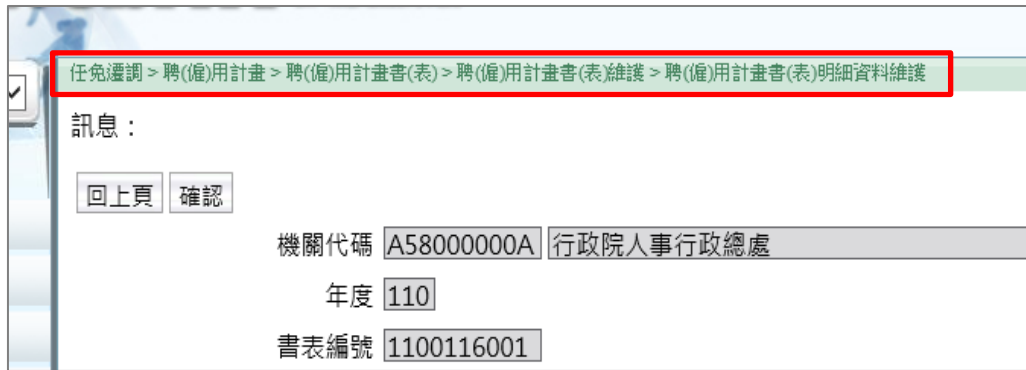 任免遷調 > 聘(僱)用計畫 > 聘(僱)用計畫書(表) > 聘(僱)用計畫書(表)維護 > 聘(僱)用計畫書(表)明細資料維護
訊息：
回上頁 確認
機關代碼 A58000000A 行政院人事行政總處
年度 110
書表編號 1100116001